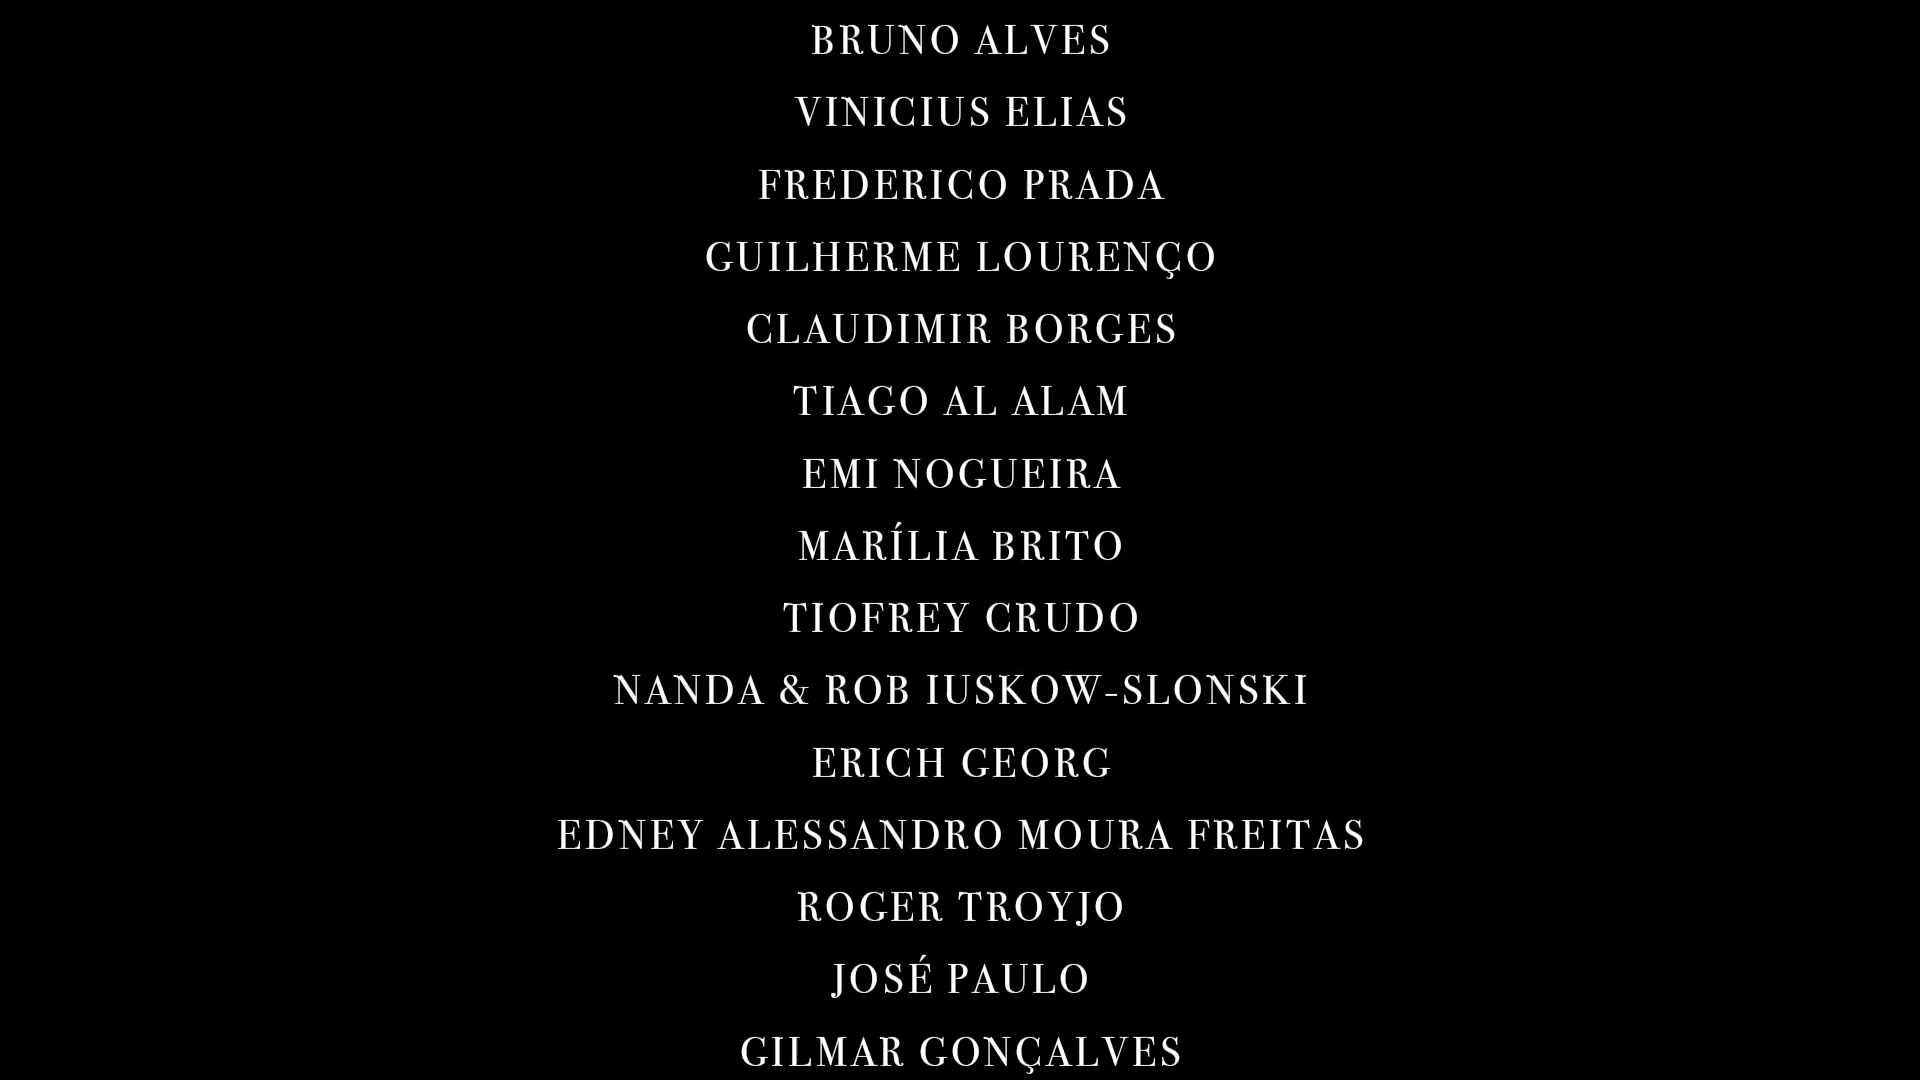 BRUNO ALVES
VINICIUS ELIAS
FREDERICO PRADA
GUILHERME LOURENÇO
CLAUDIMIR BORGES
TIAGO AL ALAM
EMI NOGUEIRA
MARÍLIA BRITO
TIOFREY CRUDO
NANDA & ROB IUSKOW-SLONSKI
ERICH GEORG
EDNEY ALESSANDRO MOURA FREITAS
ROGER TROYJO
JOSÉ PAULO
GILMAR GONÇALVES